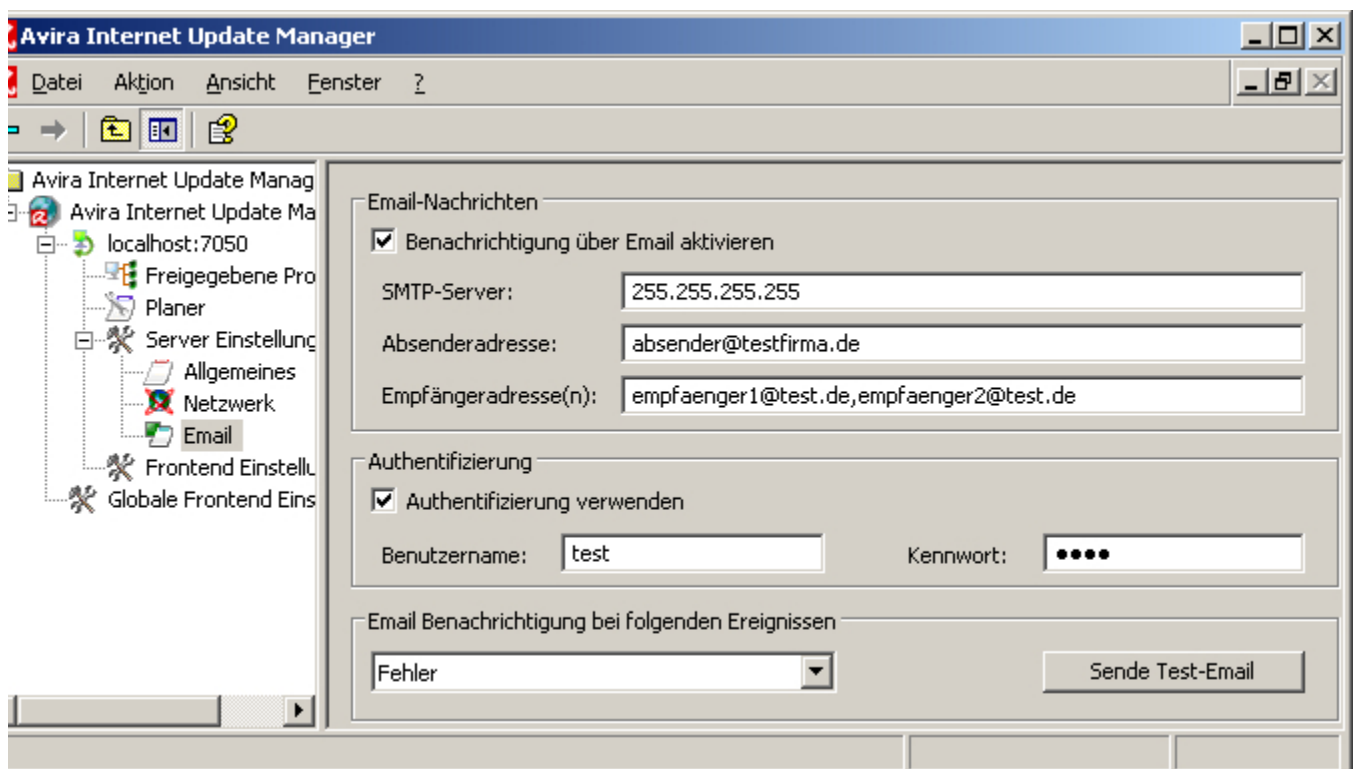 Avira Internet Update Manager
Datei Aktion Ansicht Fenster ?
Avira Internet Update Manag
Avira Internet Update Ma
localhost:7050
Freigegebene Pro
Planer
Server Einstellung
Allgemeines
Netzwerk
Email
Frontend Einstellu
Globale Frontend Eins
Email-Nachrichten
Benachrichtigung über Email aktivieren
SMTP-Server: 255.255.255.255
Absenderadresse: absender@testfirma.de
Empfängeradresse(n): empfaenger1@test.de,empfaenger2@test.de
Authentifizierung
Authentifizierung verwenden
Benutzername: test Kennwort: ••••
Email Benachrichtigung bei folgenden Ereignissen
Fehler Sende Test-Email